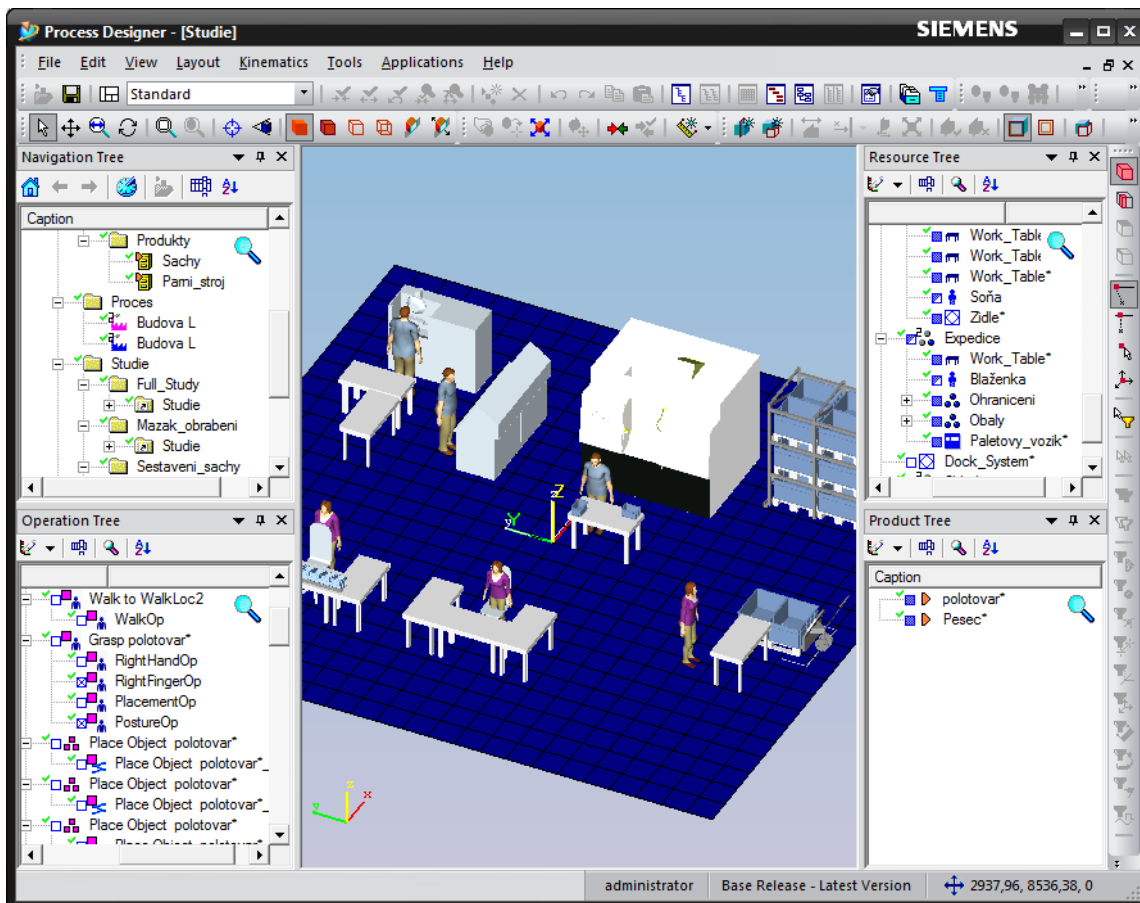 Process Designer - [Studie]
SIEMENS
File Edit View Layout Kinematics Tools Applications Help
Standard
Navigation Tree
Caption
Produkty
Sachy
Pami_stroj
Proces
Budova L
Budova L
Studie
Full_Study
Studie
Mazak_obrabeni
Studie
Sestaveni_sachy
Operation Tree
Walk to WalkLoc2
WalkOp
Grasp polotovar*
RightHandOp
RightFingerOp
PlacementOp
PostureOp
Place Object polotovar*
Place Object polotovar*_
Place Object polotovar*
Place Object polotovar*_
Place Object polotovar*
Place Object polotovar*_
Z
Y
z
y
x
Resource Tree
Work_Table
Work_Table
Work_Table*
Soňa
Zidle*
Expedice
Work_Table*
Blaženka
Ohraniceni
Obaly
Paletovy_vozik*
Dock_System*
Product Tree
Caption
polotovar*
Pesec*
administrator
Base Release - Latest Version
2937,96, 8536,38, 0